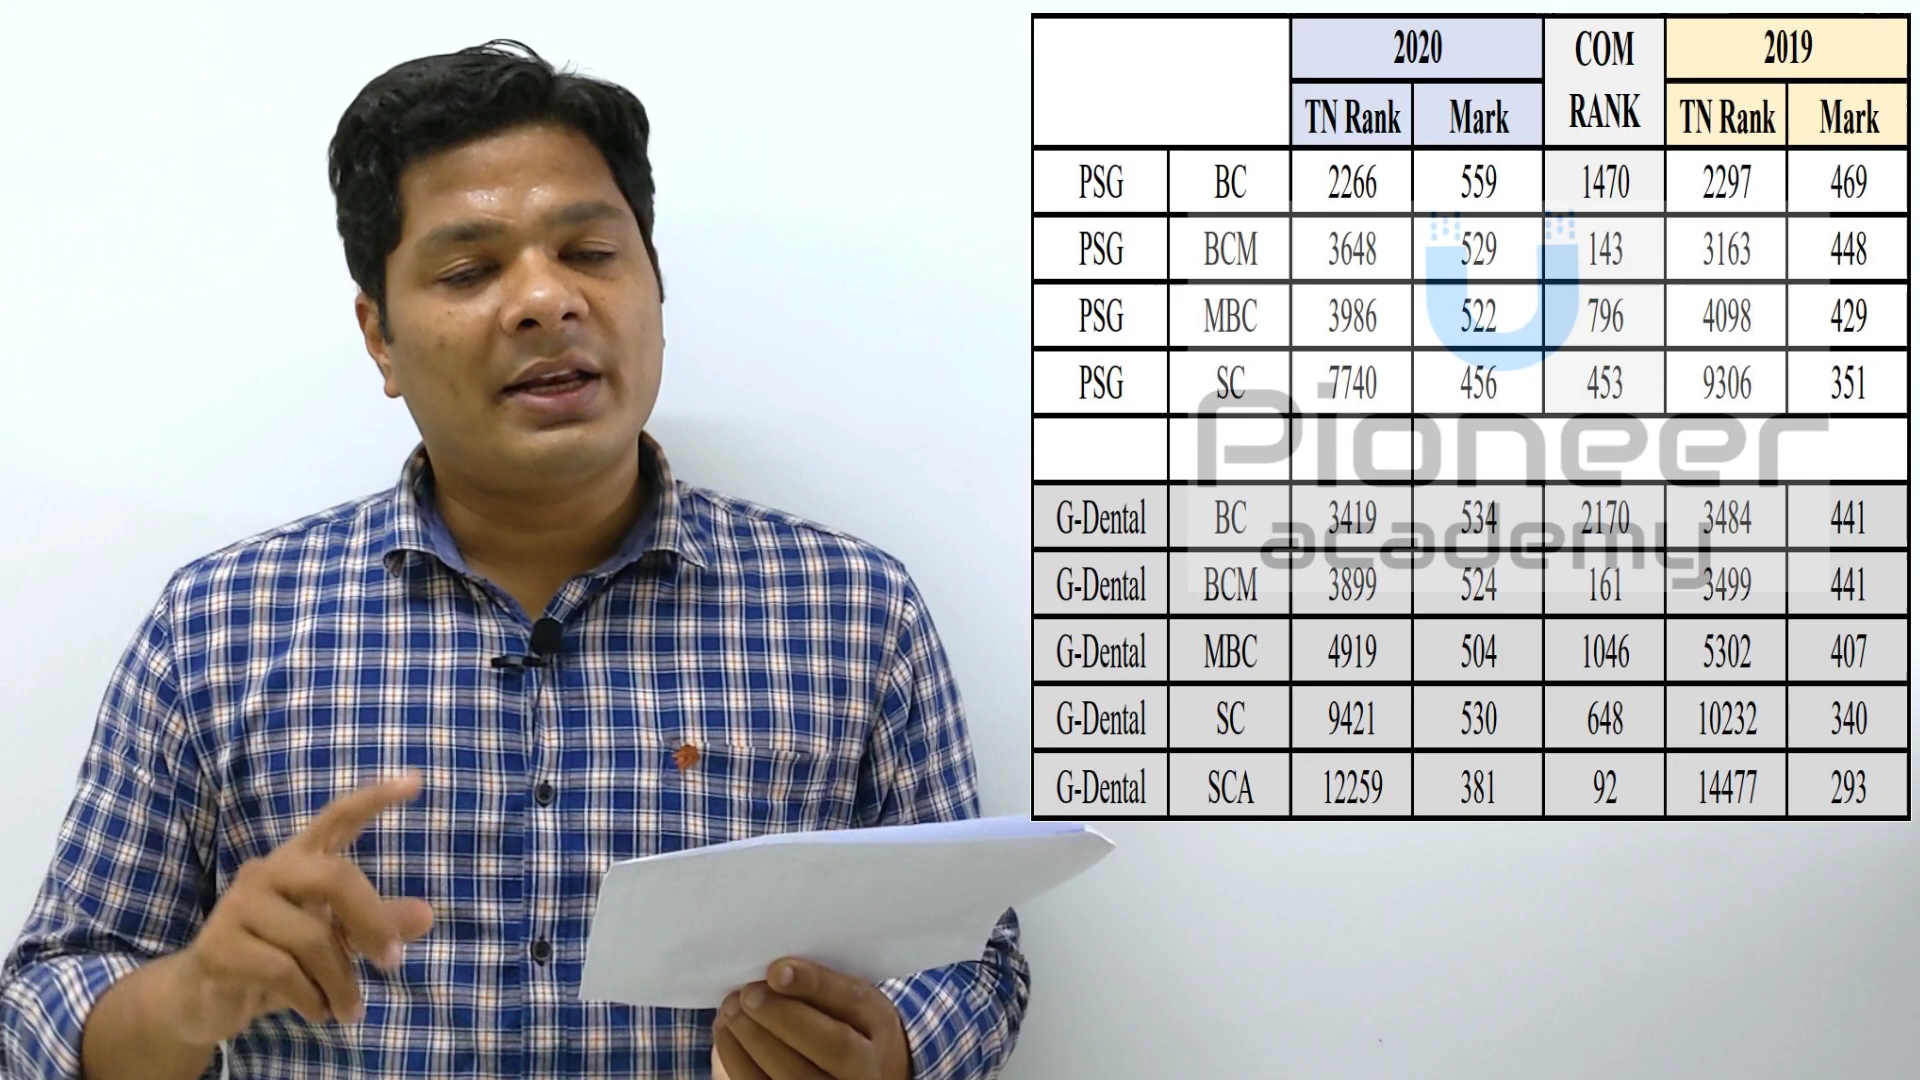 2020 COM RANK 2019
TN Rank Mark TN Rank Mark
PSG BC 2266 559 1470 2297 469
PSG BCM 3648 529 143 3163 448
PSG MBC 3986 522 796 4098 429
PSG SC 7740 456 453 9306 351
Pioneer
academy
G-Dental BC 3419 534 2170 3484 441
G-Dental BCM 3899 524 161 3499 441
G-Dental MBC 4919 504 1046 5302 407
G-Dental SC 9421 530 648 10232 340
G-Dental SCA 12259 381 92 14477 293